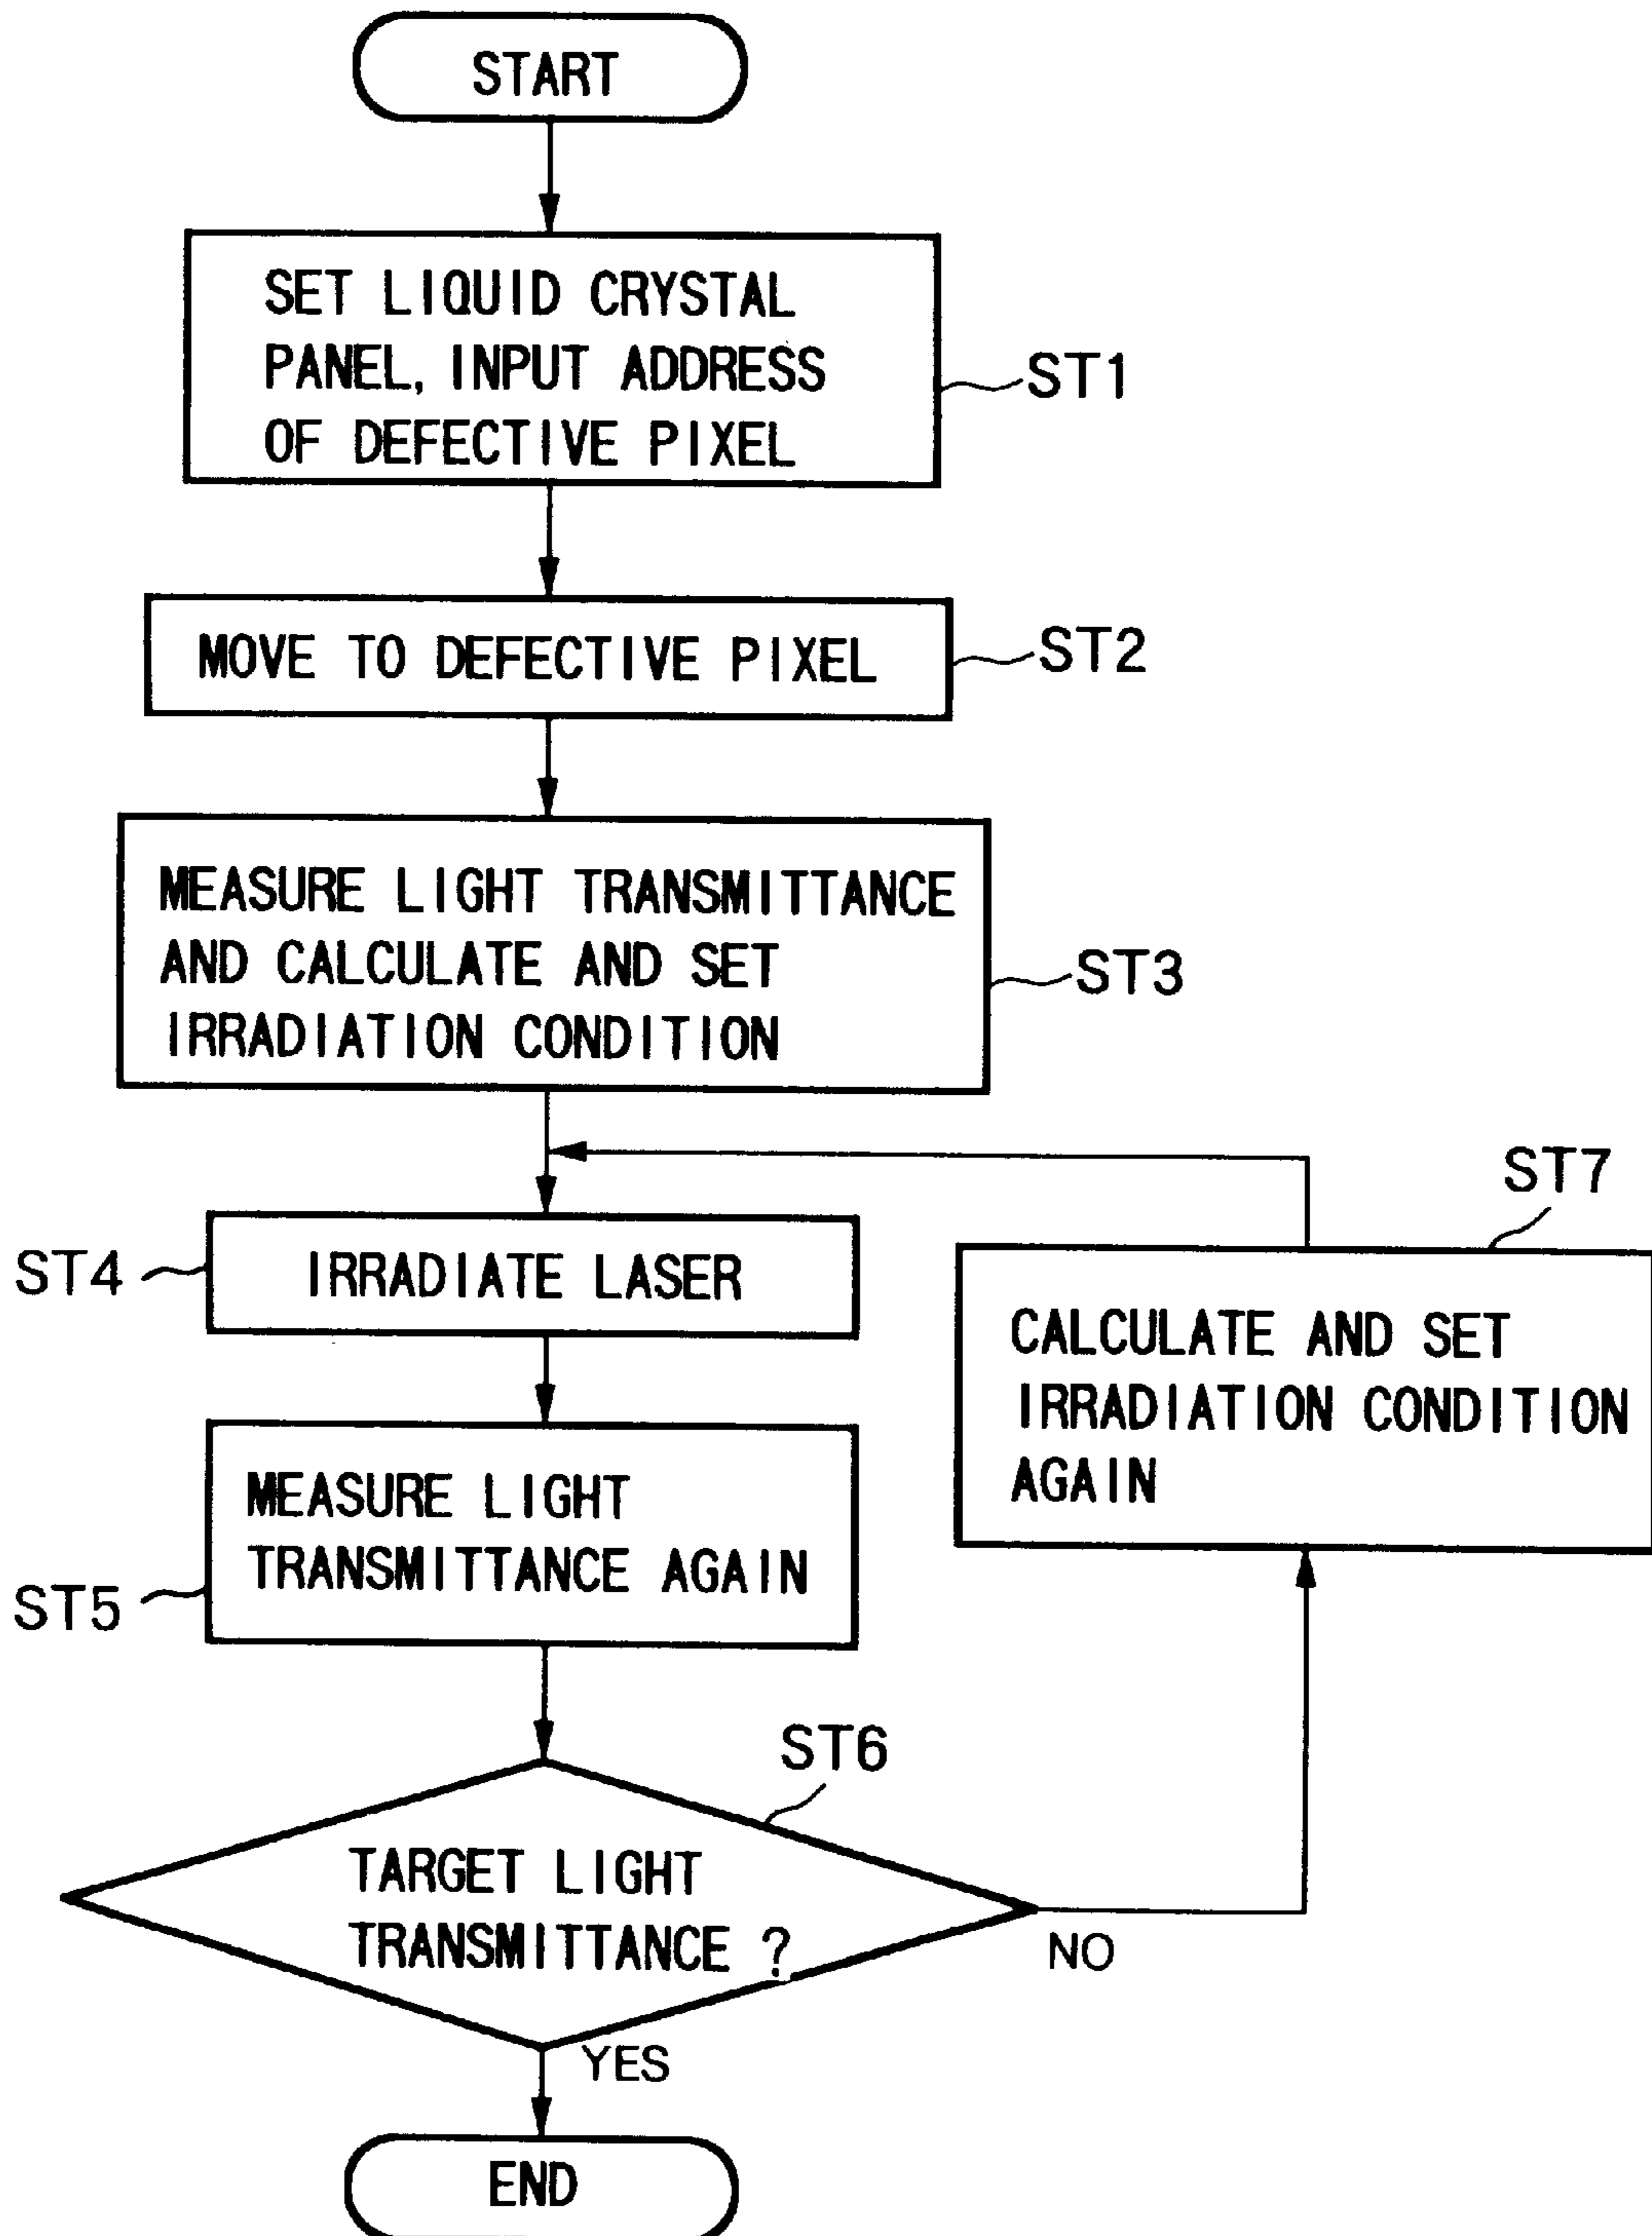 START
SET LIQUID CRYSTAL
PANEL, INPUT ADDRESS
OF DEFECTIVE PIXEL
ST1
MOVE TO DEFECTIVE PIXEL
ST2
MEASURE LIGHT TRANSMITTANCE
AND CALCULATE AND SET
IRRADIATION CONDITION
ST3
ST4
IRRADIATE LASER
ST7
CALCULATE AND SET
IRRADIATION CONDITION
AGAIN
MEASURE LIGHT
TRANSMITTANCE AGAIN
ST5
ST6
TARGET LIGHT
TRANSMITTANCE ?
NO
YES
END